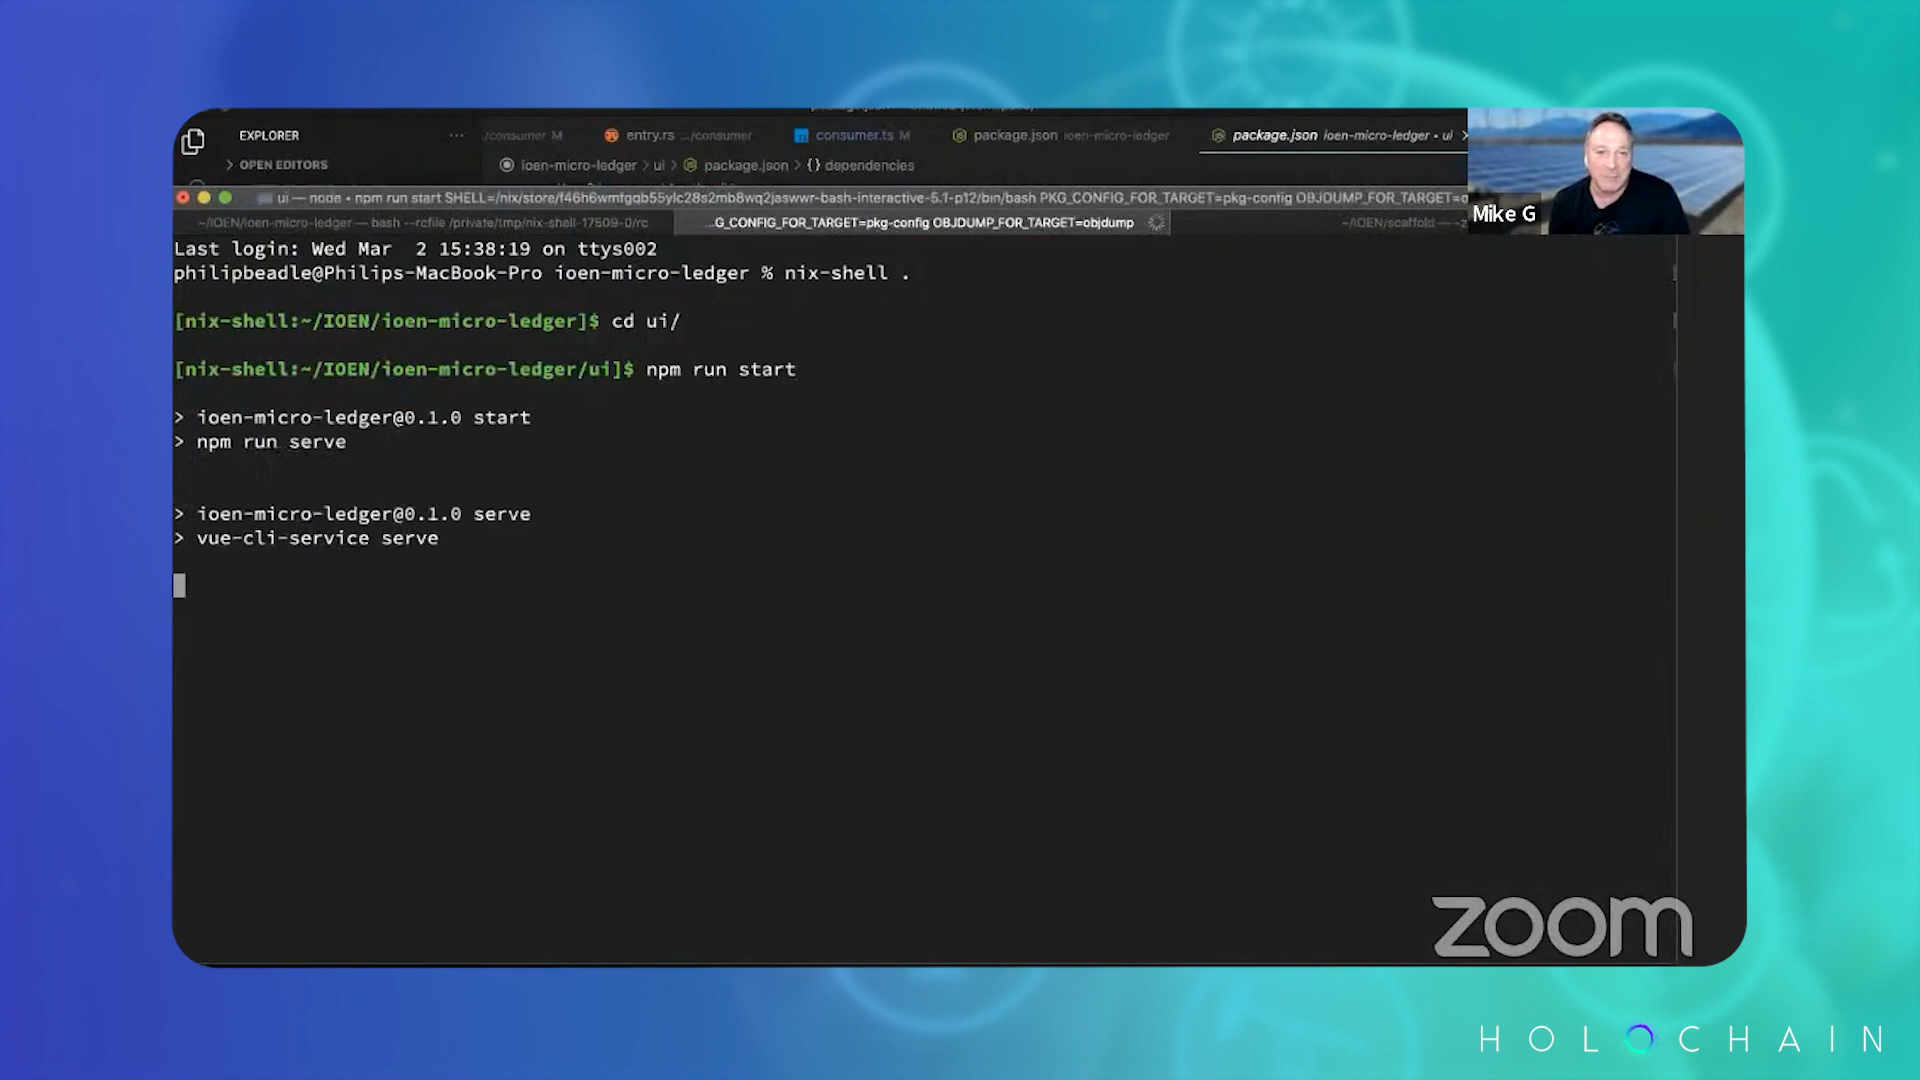 EXPLORER ··· ./consumer M entry.rs .../consumer consumer.ts M package.json ioen-micro-ledger package.json ioen-micro-ledger • ui
> OPEN EDITORS ioen-micro-ledger > ui > package.json > {} dependencies
ui — node • npm run start SHELL=/nix/store/f46h6wmfgqb55ylc28s2mb8wq2jaswwr-bash-interactive-5.1-p12/bin/bash PKG_CONFIG_FOR_TARGET=pkg-config OBJDUMP_FOR_TARGET=o
~/IOEN/ioen-micro-ledger — bash --rcfile /private/tmp/nix-shell-17509-0/rc ...G_CONFIG_FOR_TARGET=pkg-config OBJDUMP_FOR_TARGET=objdump ~/IOEN/scaffold — -z
Mike G
Last login: Wed Mar  2 15:38:19 on ttys002
philipbeadle@Philips-MacBook-Pro ioen-micro-ledger % nix-shell .
[nix-shell:~/IOEN/ioen-micro-ledger]$ cd ui/
[nix-shell:~/IOEN/ioen-micro-ledger/ui]$ npm run start
> ioen-micro-ledger@0.1.0 start
> npm run serve
> ioen-micro-ledger@0.1.0 serve
> vue-cli-service serve
zoom
HOLOCHAIN